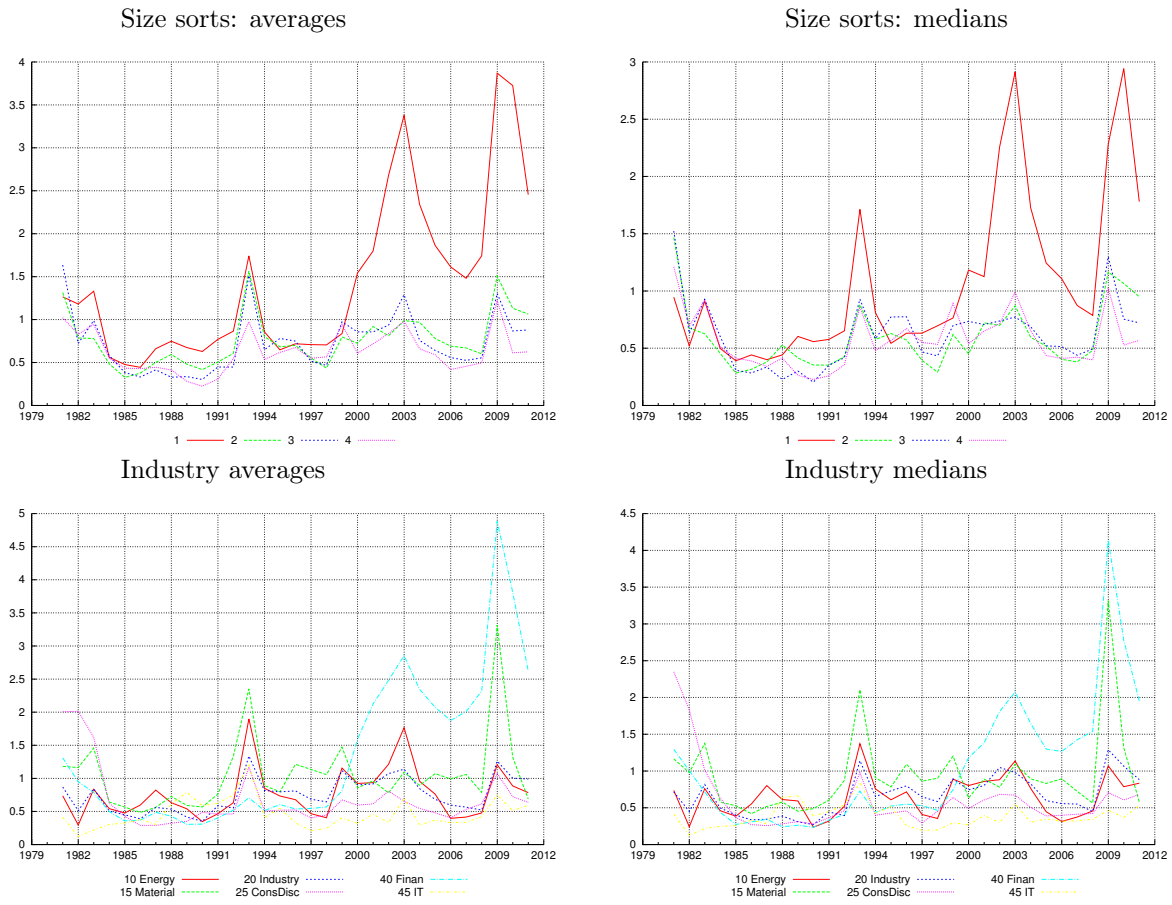 Size sorts: averages
4
3.5
3
2.5
2
1.5
1
0.5
0
1979 1982 1985 1988 1991 1994 1997 2000 2003 2006 2009 2012
1 2 3 4
Size sorts: medians
3
2.5
2
1.5
1
0.5
0
1979 1982 1985 1988 1991 1994 1997 2000 2003 2006 2009 2012
1 2 3 4
Industry averages
5
4.5
4
3.5
3
2.5
2
1.5
1
0.5
0
1979 1982 1985 1988 1991 1994 1997 2000 2003 2006 2009 2012
10 Energy 20 Industry 40 Finan
15 Material 25 ConsDisc 45 IT
Industry medians
4.5
4
3.5
3
2.5
2
1.5
1
0.5
0
1979 1982 1985 1988 1991 1994 1997 2000 2003 2006 2009 2012
10 Energy 20 Industry 40 Finan
15 Material 25 ConsDisc 45 IT